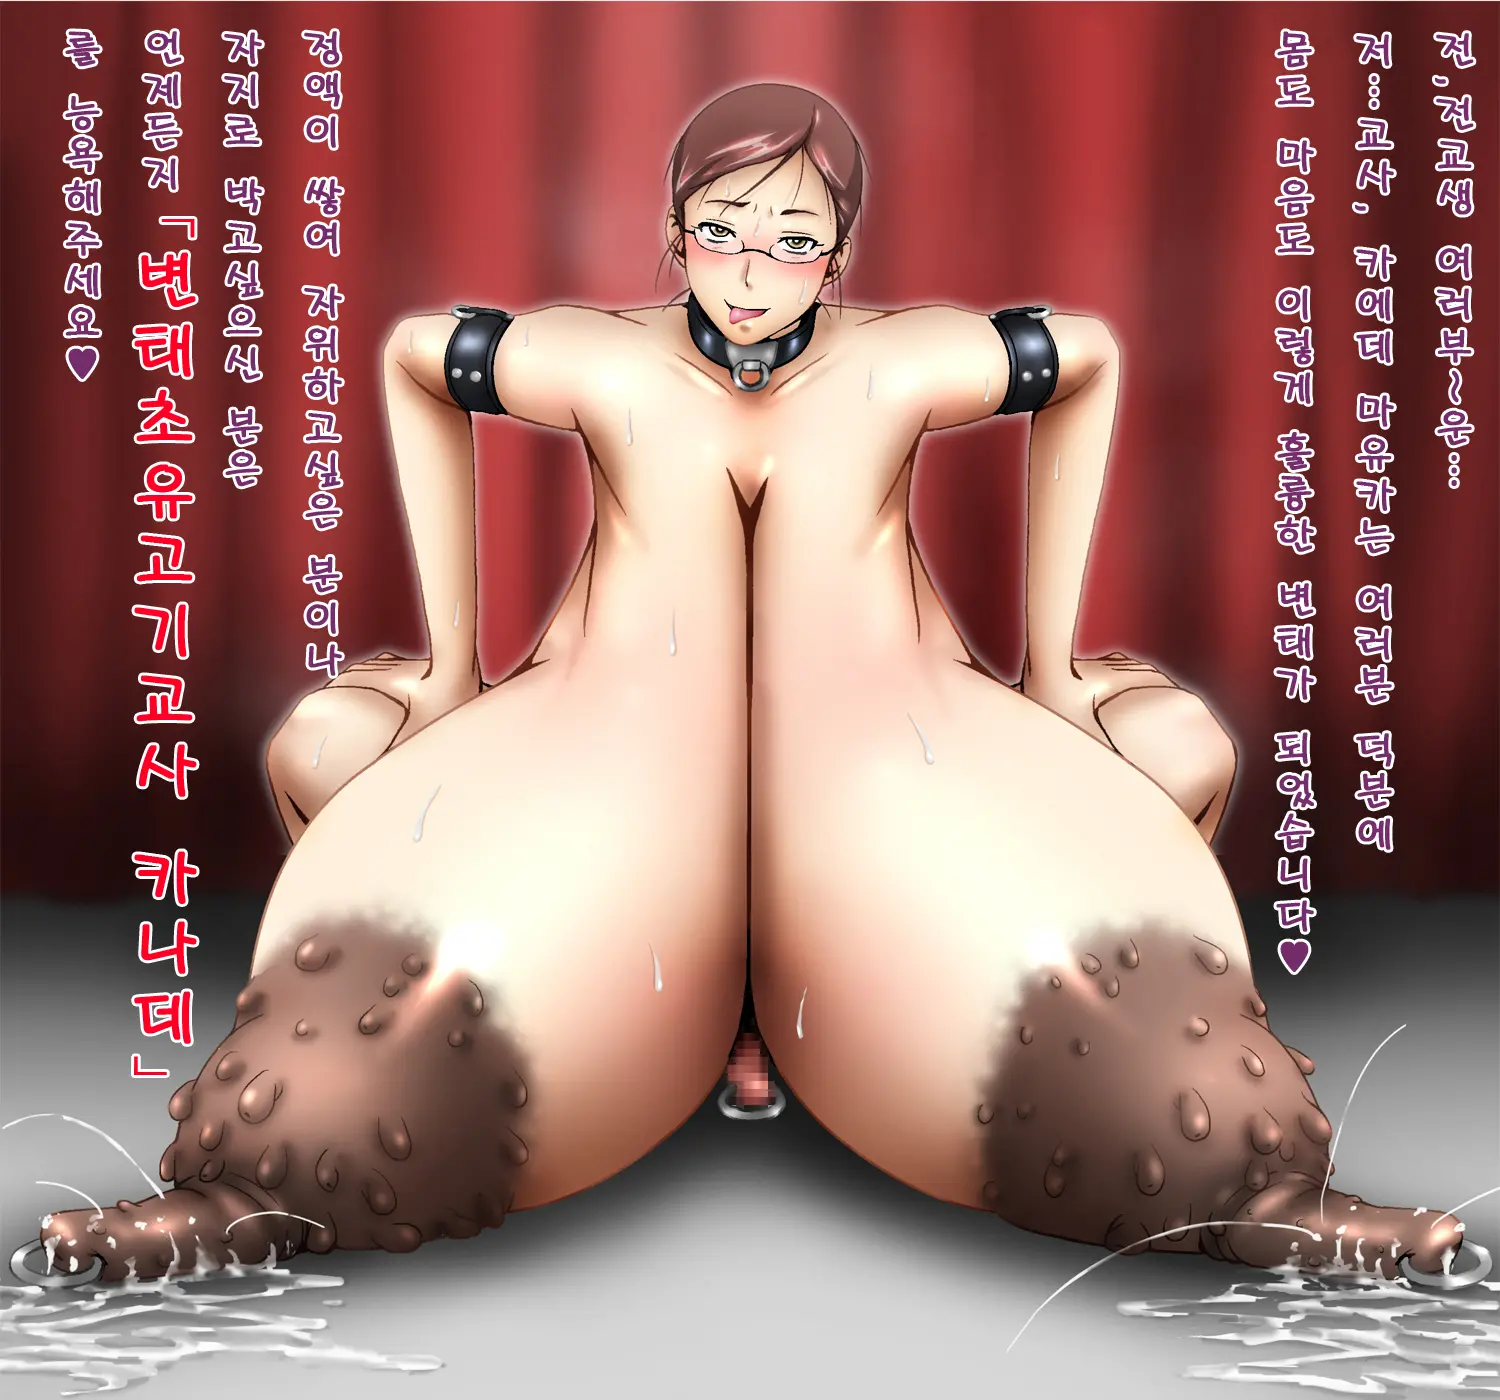 전,전교생 여러부~운…
저…교사, 카에데 마유카는 여러분 덕분에
몸도 마음도 이렇게 훌륭한 변태가 되었습니다♥
정액이 쌓여 자위하고싶은 분이나
자지로 박고싶으신 분은
언제든지「변태초유고기교사 카나데」
를 능욕해주세요♥